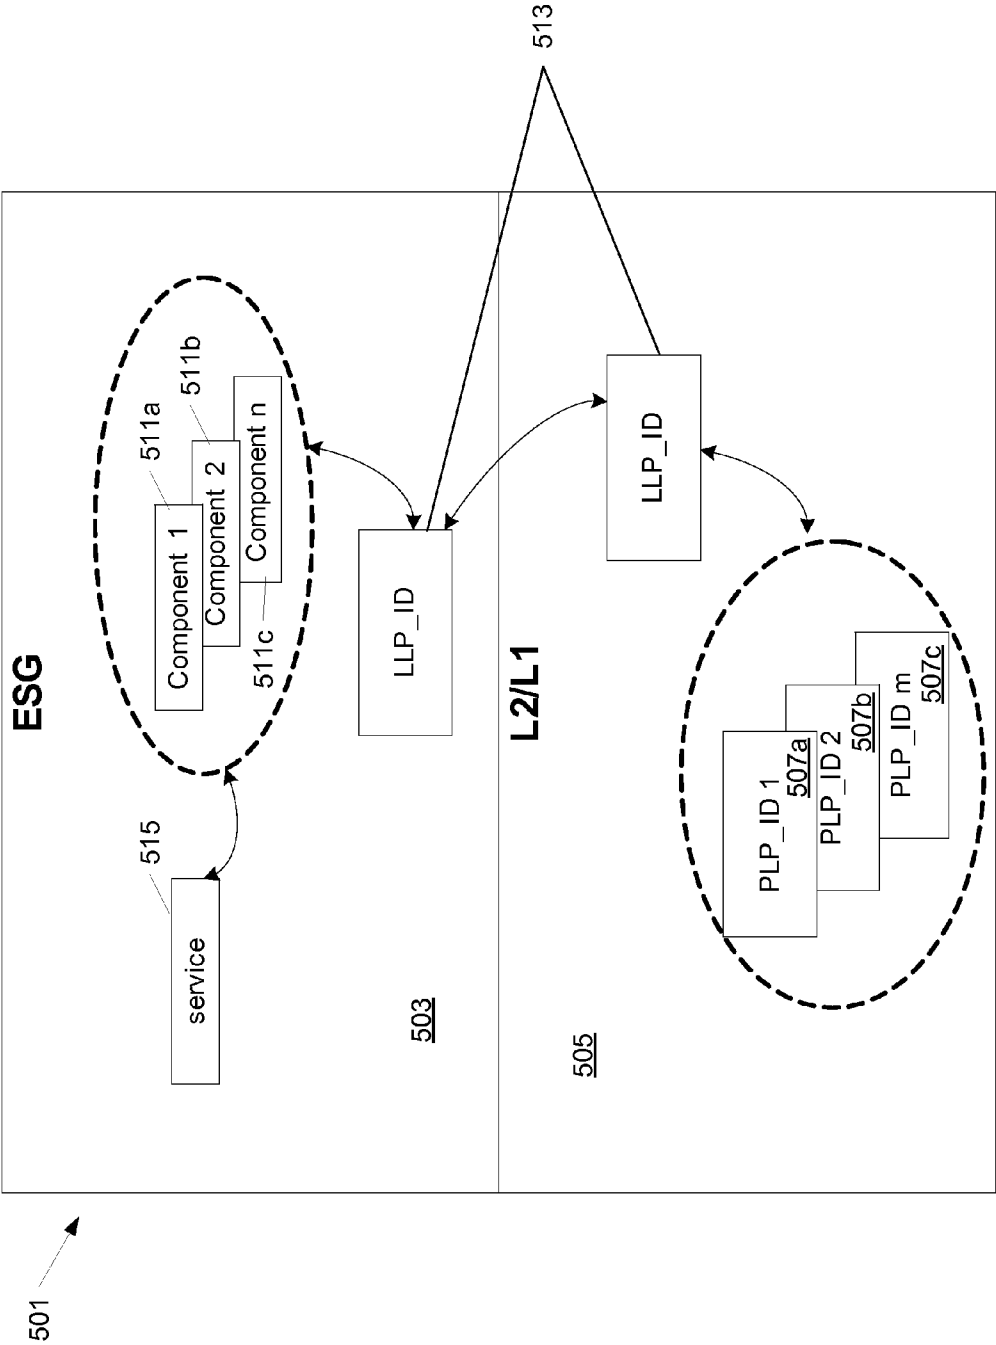 501
ESG
service
515
Component 1
511a
Component 2
511b
Component n
511c
LLP_ID
503
513
L2/L1
505
LLP_ID
PLP_ID 1
507a
PLP_ID 2
507b
PLP_ID m
507c